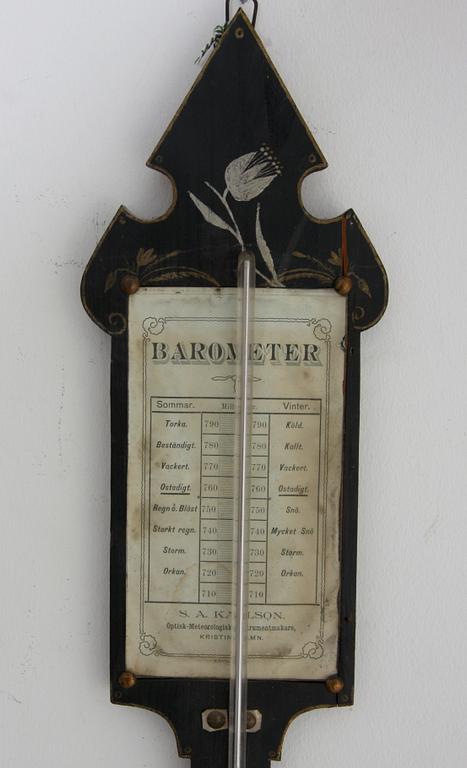 BAROMETER
Sommar. Vinter.
Torka. 790 790 Köld.
Beständigt. 780 780 Kallt.
Vackert. 770 770 Vackert.
Ostadigt. 760 760 Ostadigt.
Regn o. Blåst 750 750 Snö.
Starkt regn. 740 740 Mycket Snö
Storm. 730 730 Storm.
Orkan. 720 720 Orkan.
710 710
S. A.
Optisk-